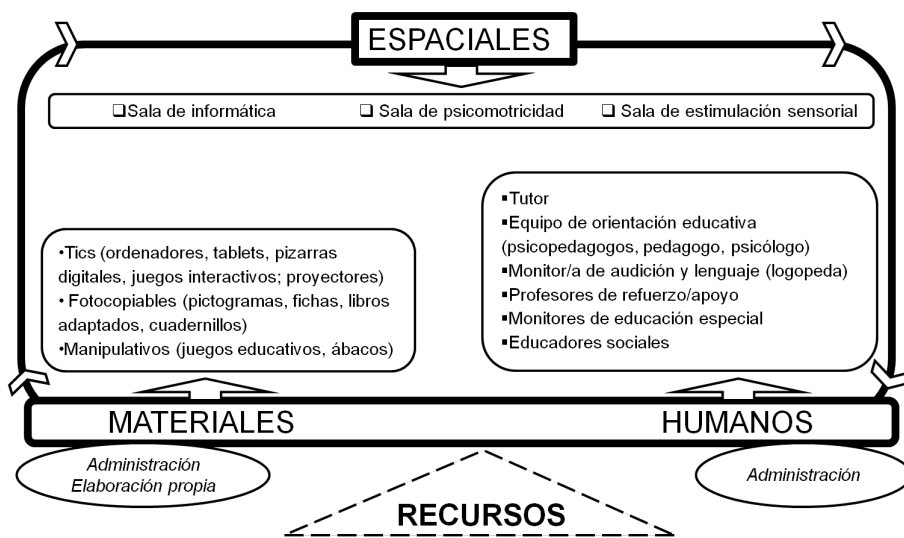 ESPACIALES
❑Sala de informática ❑ Sala de psicomotricidad ❑ Sala de estimulación sensorial
▪Tutor
▪Equipo de orientación educativa
(psicopedagogos, pedagogo, psicólogo)
▪Monitor/a de audición y lenguaje (logopeda)
▪Profesores de refuerzo/apoyo
▪Monitores de educación especial
▪Educadores sociales
•Tics (ordenadores, tablets, pizarras
digitales, juegos interactivos; proyectores)
• Fotocopiables (pictogramas, fichas, libros
adaptados, cuadernillos)
•Manipulativos (juegos educativos, ábacos)
MATERIALES HUMANOS
Administración
Elaboración propia
Administración
RECURSOS